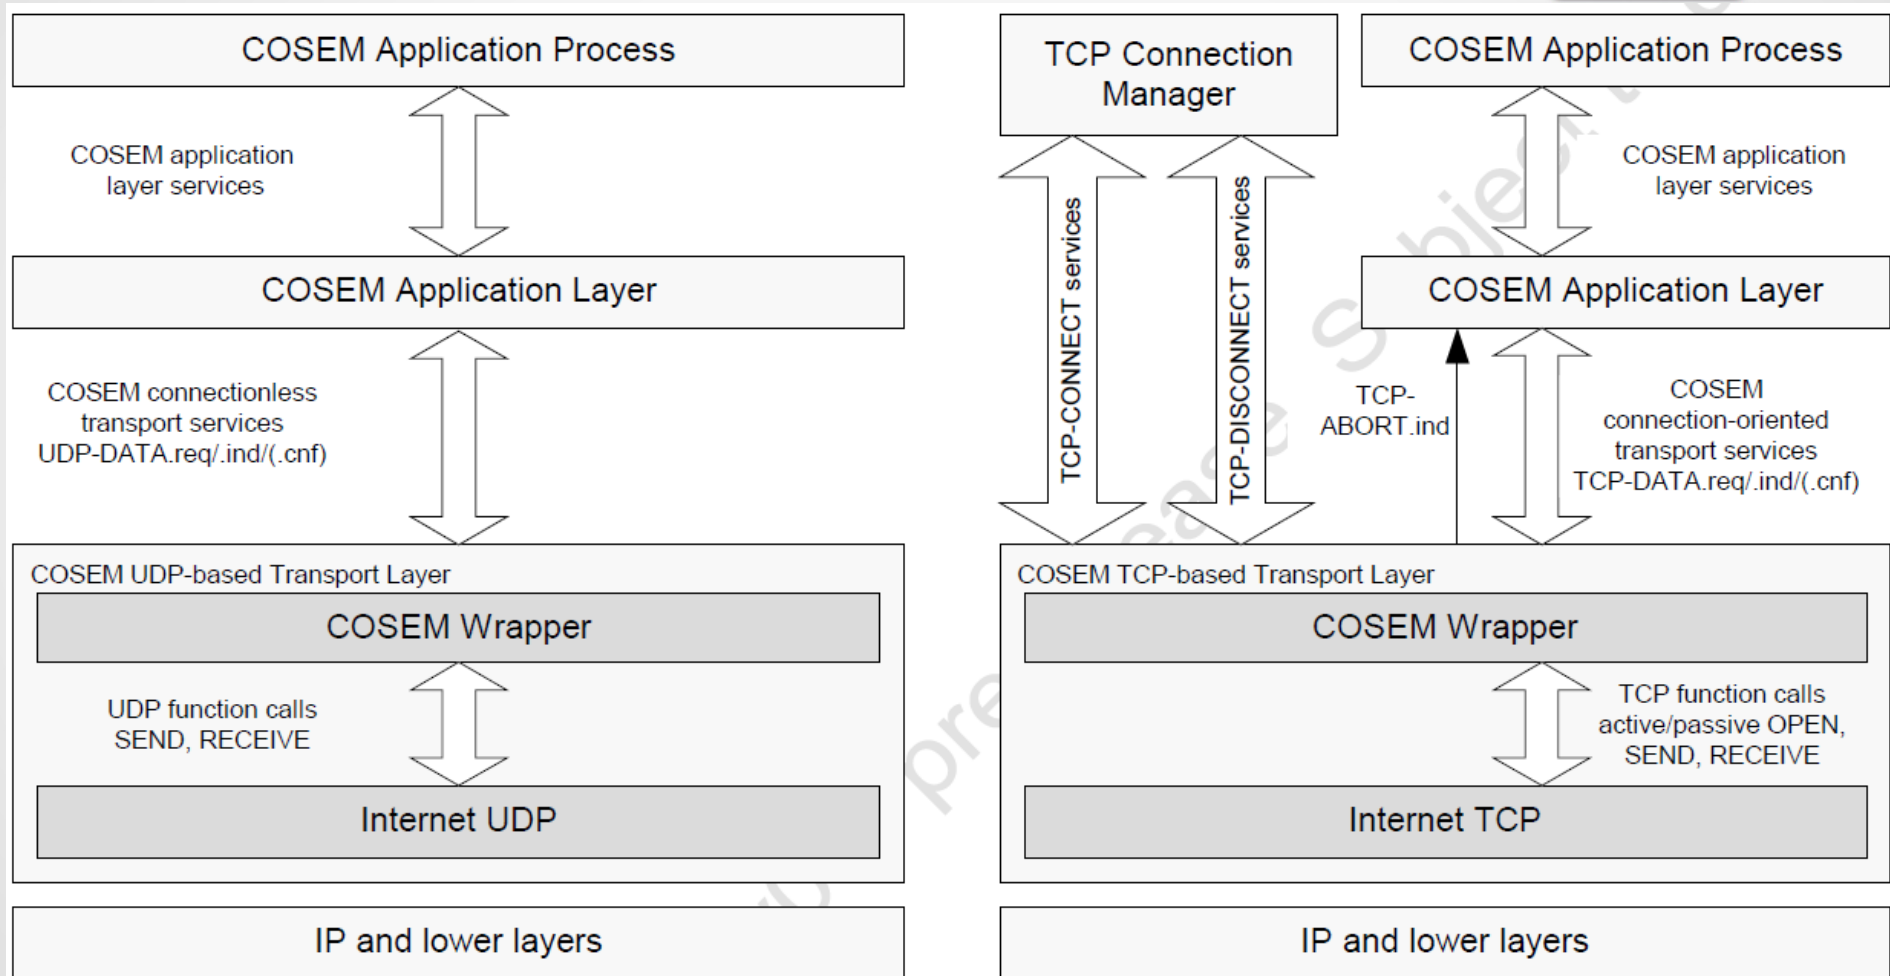 COSEM Application Process
COSEM application
layer services
COSEM Application Layer
COSEM connectionless
transport services
UDP-DATA.req/.ind/(.cnf)
COSEM UDP-based Transport Layer
COSEM Wrapper
UDP function calls
SEND, RECEIVE
Internet UDP
IP and lower layers
TCP Connection
Manager
TCP-CONNECT services
TCP-DISCONNECT services
COSEM Application Process
COSEM application
layer services
COSEM Application Layer
TCP-
ABORT.ind
COSEM
connection-oriented
transport services
TCP-DATA.req/.ind/(.cnf)
COSEM TCP-based Transport Layer
COSEM Wrapper
TCP function calls
active/passive OPEN,
SEND, RECEIVE
Internet TCP
IP and lower layers